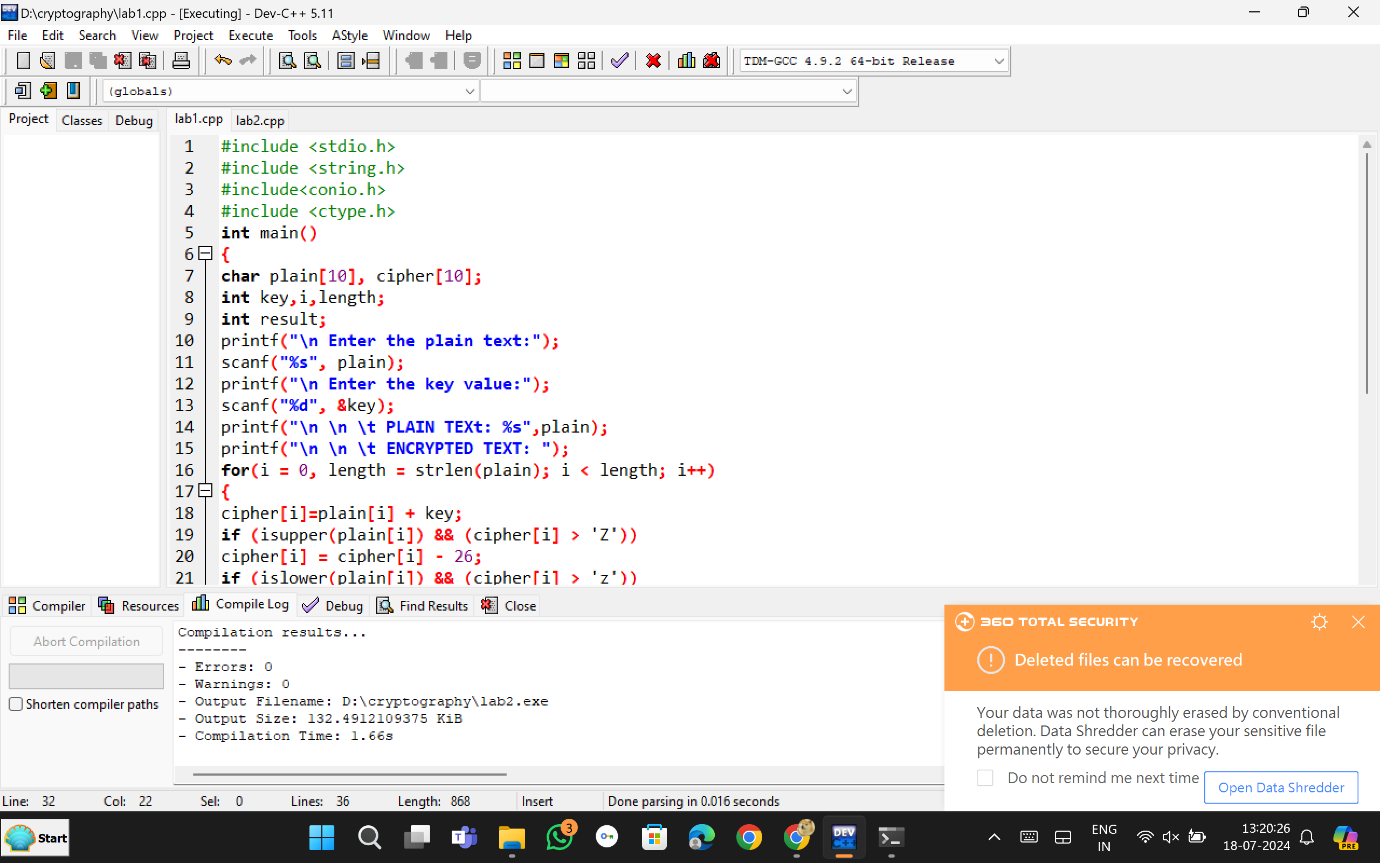 D:\cryptography\lab1.cpp - [Executing] - Dev-C++ 5.11
File Edit Search View Project Execute Tools AStyle Window Help
TDM-GCC 4.9.2 64-bit Release
(globals)
Project Classes Debug lab1.cpp lab2.cpp
1 #include <stdio.h>
2 #include <string.h>
3 #include<conio.h>
4 #include <ctype.h>
5 int main()
6 {
7 char plain[10], cipher[10];
8 int key,i,length;
9 int result;
10 printf("\n Enter the plain text:");
11 scanf("%s", plain);
12 printf("\n Enter the key value:");
13 scanf("%d", &key);
14 printf("\n \n \t PLAIN TEXt: %s",plain);
15 printf("\n \n \t ENCRYPTED TEXT: ");
16 for(i = 0, length = strlen(plain); i < length; i++)
17 {
18 cipher[i]=plain[i] + key;
19 if (isupper(plain[i]) && (cipher[i] > 'Z'))
20 cipher[i] = cipher[i] - 26;
21 if (islower(plain[i]) && (cipher[i] > 'z'))
Compiler Resources Compile Log Debug Find Results Close
Abort Compilation
Shorten compiler paths
Compilation results...
--------
- Errors: 0
- Warnings: 0
- Output Filename: D:\cryptography\lab2.exe
- Output Size: 132.4912109375 KiB
- Compilation Time: 1.66s
360 TOTAL SECURITY
Deleted files can be recovered
Your data was not thoroughly erased by conventional
deletion. Data Shredder can erase your sensitive file
permanently to secure your privacy.
Do not remind me next time
Open Data Shredder
Line: 32 Col: 22 Sel: 0 Lines: 36 Length: 868 Insert Done parsing in 0.016 seconds
Start
3
DEV
C++
ENG
IN
13:20:26
18-07-2024
PRE